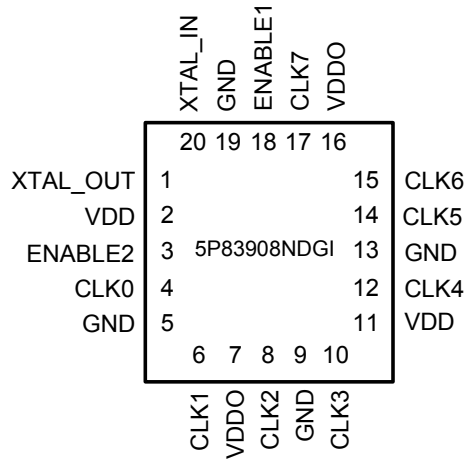 XTAL_IN
GND
ENABLE1
CLK7
VDDO
20 19 18 17 16
XTAL_OUT 1 15 CLK6
VDD 2 14 CLK5
ENABLE2 3 5P83908NDGI 13 GND
CLK0 4 12 CLK4
GND 5 11 VDD
6 7 8 9 10
CLK1
VDDO
CLK2
GND
CLK3